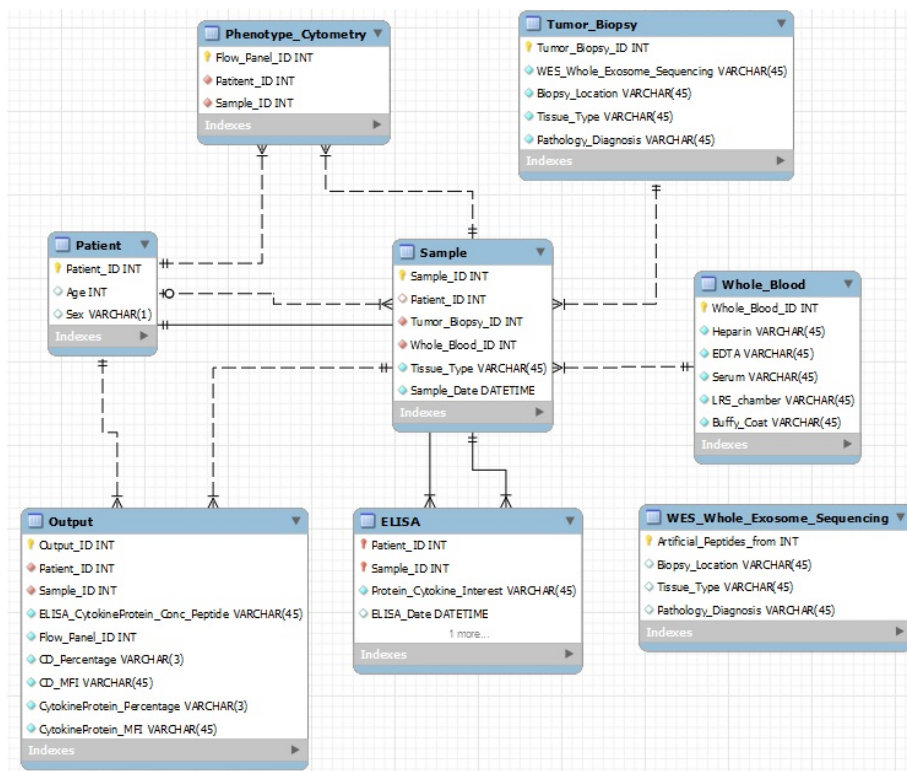 Phenotype_Cytometry
Flow_Panel_ID INT
Patitent_ID INT
Sample_ID INT
Indexes
Tumor_Biopsy
Tumor_Biopsy_ID INT
WES_Whole_Exosome_Sequencing VARCHAR(45)
Biopsy_Location VARCHAR(45)
Tissue_Type VARCHAR(45)
Pathology_Diagnosis VARCHAR(45)
Indexes
Patient
Patient_ID INT
Age INT
Sex VARCHAR(1)
Indexes
Sample
Sample_ID INT
Patient_ID INT
Tumor_Biopsy_ID INT
Whole_Blood_ID INT
Tissue_Type VARCHAR(45)
Sample_Date DATETIME
Indexes
Whole_Blood
Whole_Blood_ID INT
Heparin VARCHAR(45)
EDTA VARCHAR(45)
Serum VARCHAR(45)
LRS_chamber VARCHAR(45)
Buffy_Coat VARCHAR(45)
Indexes
Output
Output_ID INT
Patient_ID INT
Sample_ID INT
ELISA_CytokineProtein_Conc_Peptide VARCHAR(45)
Flow_Panel_ID INT
CD_Percentage VARCHAR(3)
CD_MFI VARCHAR(45)
CytokineProtein_Percentage VARCHAR(3)
CytokineProtein_MFI VARCHAR(45)
Indexes
ELISA
Patient_ID INT
Sample_ID INT
Protein_Cytokine_Interest VARCHAR(45)
ELISA_Date DATETIME
1 more...
Indexes
WES_Whole_Exosome_Sequencing
Artificial_Peptides_from INT
Biopsy_Location VARCHAR(45)
Tissue_Type VARCHAR(45)
Pathology_Diagnosis VARCHAR(45)
Indexes